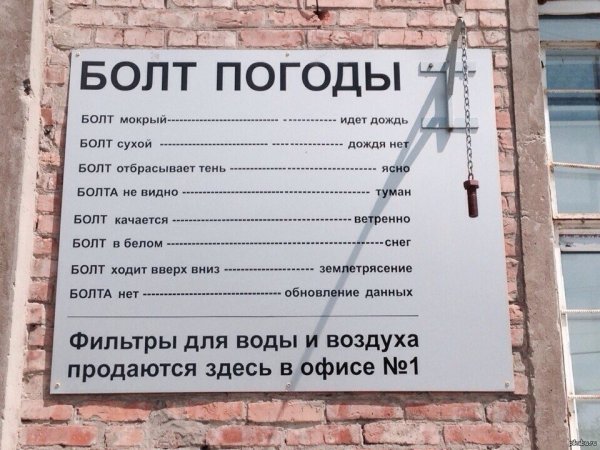 БОЛТ ПОГОДЫ
БОЛТ мокрый---------------------- ------------идет дождь
БОЛТ сухой ---------------------- ------------ дождя нет
БОЛТ отбрасывает тень ---------------------------- ясно
БОЛТА не видно -------------------------------------- туман
БОЛТ качается ----------------------------------ветренно
БОЛТ в белом -----------------------------------------снег
БОЛТ ходит вверх вниз ----------------- землетрясение
БОЛТА нет -------------------------- обновление данных
Фильтры для воды и воздуха
продаются здесь в офисе №1